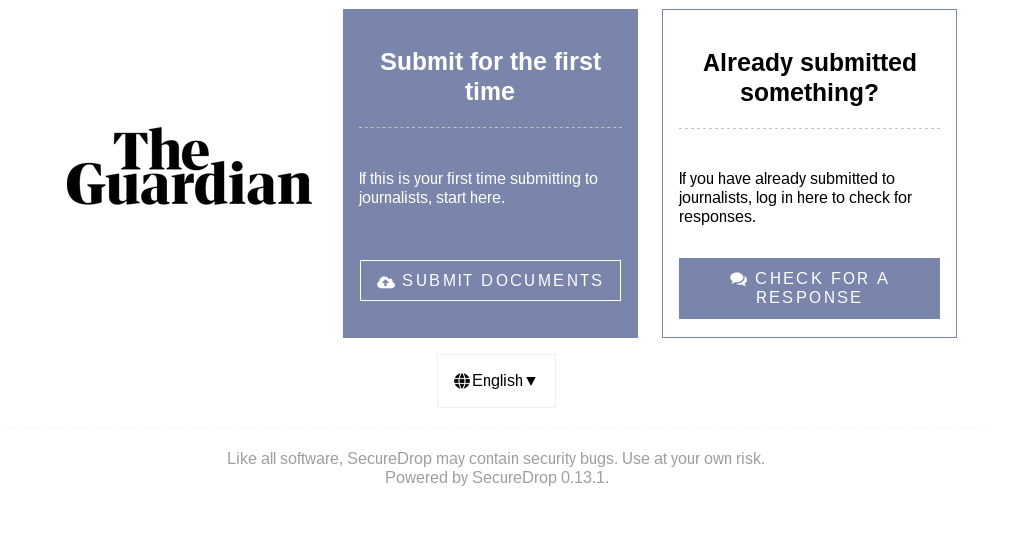 The
Guardian
Submit for the first
time
If this is your first time submitting to
journalists, start here.
SUBMIT DOCUMENTS
Already submitted
something?
If you have already submitted to
journalists, log in here to check for
responses.
CHECK FOR A
RESPONSE
English▼
Like all software, SecureDrop may contain security bugs. Use at your own risk.
Powered by SecureDrop 0.13.1.